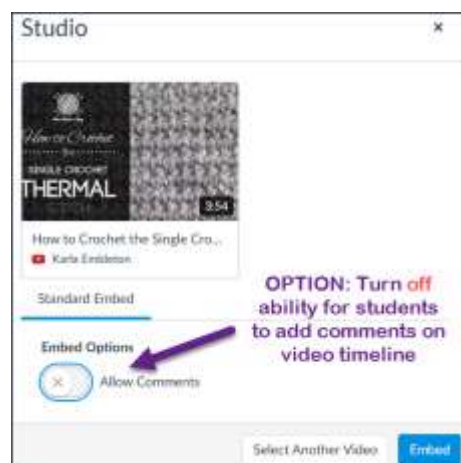 Studio ×
How to Crochet
the
SINGLE CROCHET
THERMAL
3:54
How to Crochet the Single Cro...
Karla Embleton
Standard Embed
OPTION: Turn off
ability for students
to add comments on
video timeline
Embed Options
Allow Comments
Select Another Video
Embed